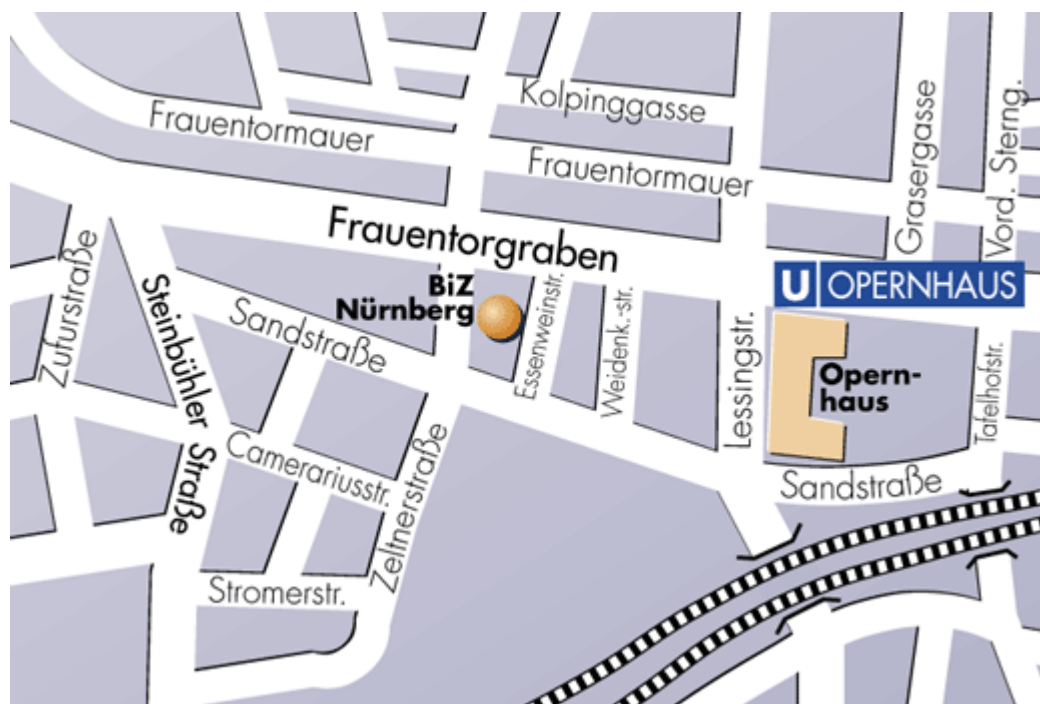 Kolpinggasse
Frauentormauer
Frauentormauer
Grasergasse
Vord. Sterng.
Frauentorgraben
U OPERNHAUS
BiZ
Nürnberg
Zufurstraße
Steinbühler Straße
Sandstraße
Essenweinstr.
Weidenk.-str.
Lessingstr.
Opern-
haus
Tafelhofstr.
Camerariusstr.
Zeltnerstraße
Sandstraße
Stromerstr.